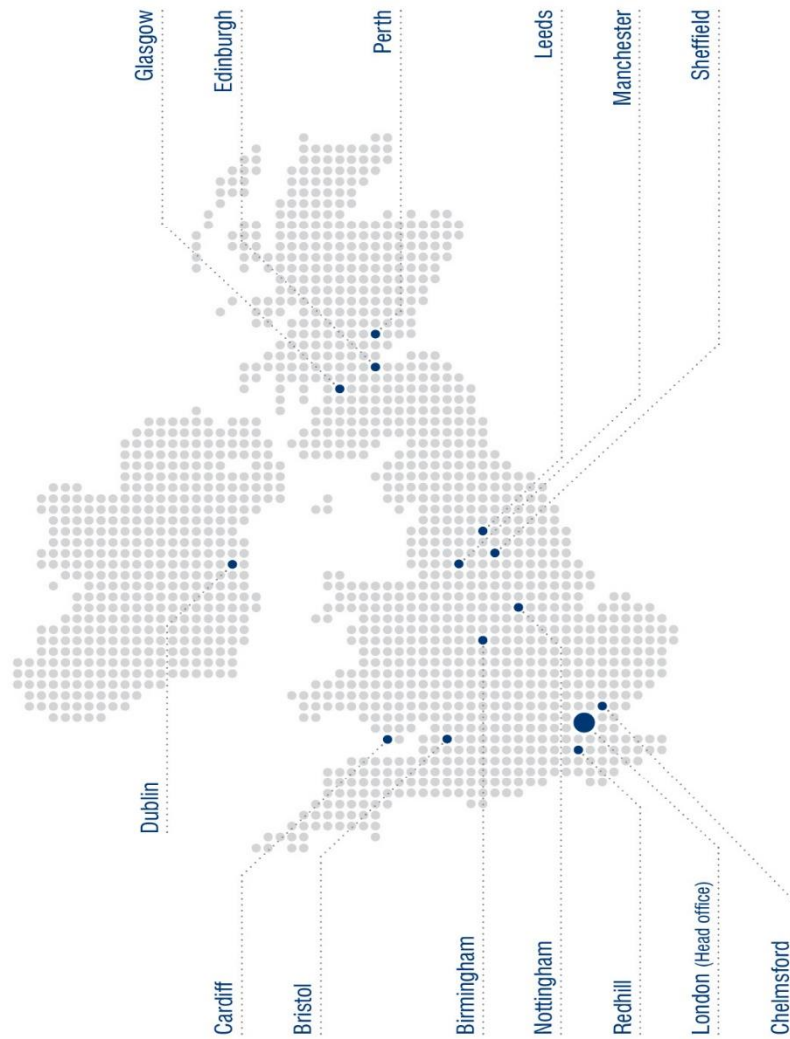 Glasgow
Edinburgh
Perth
Leeds
Manchester
Sheffield
Dublin
Cardiff
Bristol
Birmingham
Nottingham
Redhill
London (Head office)
Chelmsford